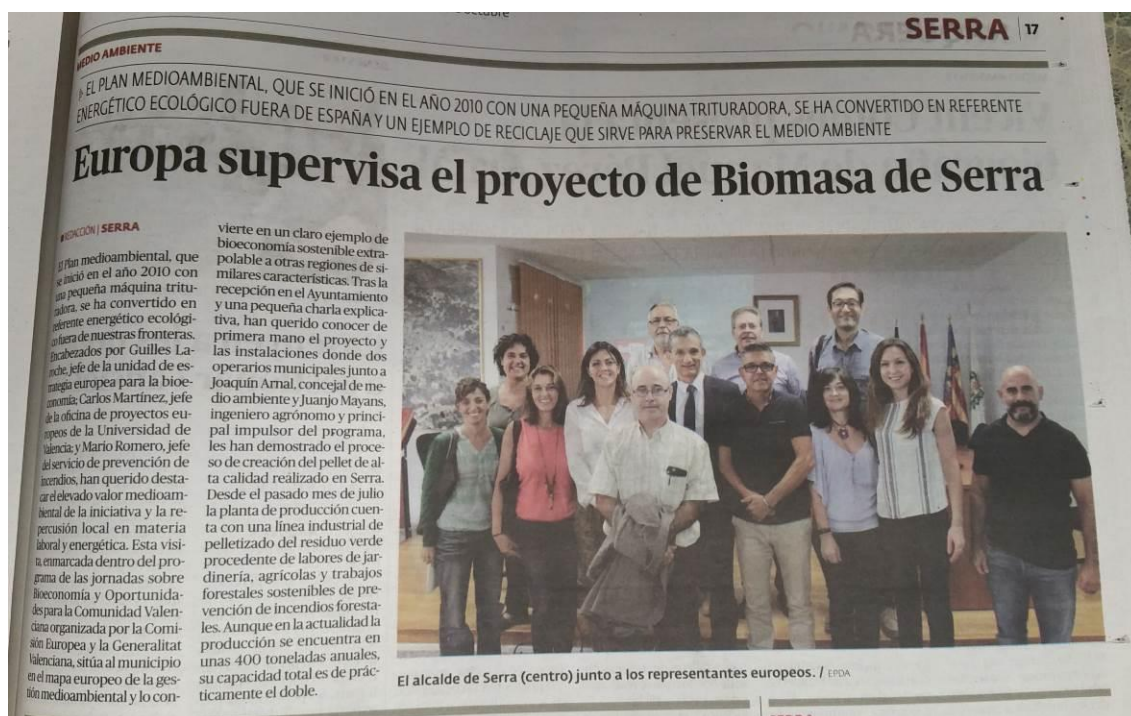 octubre
SERRA | 17
MEDIO AMBIENTE
EL PLAN MEDIOAMBIENTAL, QUE SE INICIÓ EN EL AÑO 2010 CON UNA PEQUEÑA MÁQUINA TRITURADORA, SE HA CONVERTIDO EN REFERENTE
ENERGÉTICO ECOLÓGICO FUERA DE ESPAÑA Y UN EJEMPLO DE RECICLAJE QUE SIRVE PARA PRESERVAR EL MEDIO AMBIENTE
Europa supervisa el proyecto de Biomasa de Serra
REDACCIÓN | SERRA
El Plan medioambiental, que
se inició en el año 2010 con
una pequeña máquina tritu-
radora, se ha convertido en
referente energético ecológi-
co fuera de nuestras fronteras.
Encabezados por Guilles La-
roche, jefe de la unidad de es-
trategia europea para la bioe-
conomía; Carlos Martínez, jefe
de la oficina de proyectos eu-
ropeos de la Universidad de
Valencia; y Mario Romero, jefe
del servicio de prevención de
incendios, han querido desta-
car el elevado valor medioam-
biental de la iniciativa y la re-
percusión local en materia
laboral y energética. Esta visi-
ta, enmarcada dentro del pro-
grama de las jornadas sobre
Bioeconomía y Oportunida-
des para la Comunidad Valen-
ciana organizada por la Comi-
sión Europea y la Generalitat
Valenciana, sitúa al municipio
en el mapa europeo de la ges-
tión medioambiental y lo con-
vierte en un claro ejemplo de
bioeconomía sostenible extra-
polable a otras regiones de si-
milares características. Tras la
recepción en el Ayuntamiento
y una pequeña charla explica-
tiva, han querido conocer de
primera mano el proyecto y
las instalaciones donde dos
operarios municipales junto a
Joaquín Arnal, concejal de me-
dio ambiente y Juanjo Mayans,
ingeniero agrónomo y princi-
pal impulsor del programa,
les han demostrado el proce-
so de creación del pellet de al-
ta calidad realizado en Serra.
Desde el pasado mes de julio
la planta de producción cuen-
ta con una línea industrial de
pelletizado del residuo verde
procedente de labores de jar-
dinería, agrícolas y trabajos
forestales sostenibles de pre-
vención de incendios foresta-
les. Aunque en la actualidad la
producción se encuentra en
unas 400 toneladas anuales,
su capacidad total es de prác-
ticamente el doble.
El alcalde de Serra (centro) junto a los representantes europeos. / EPDA